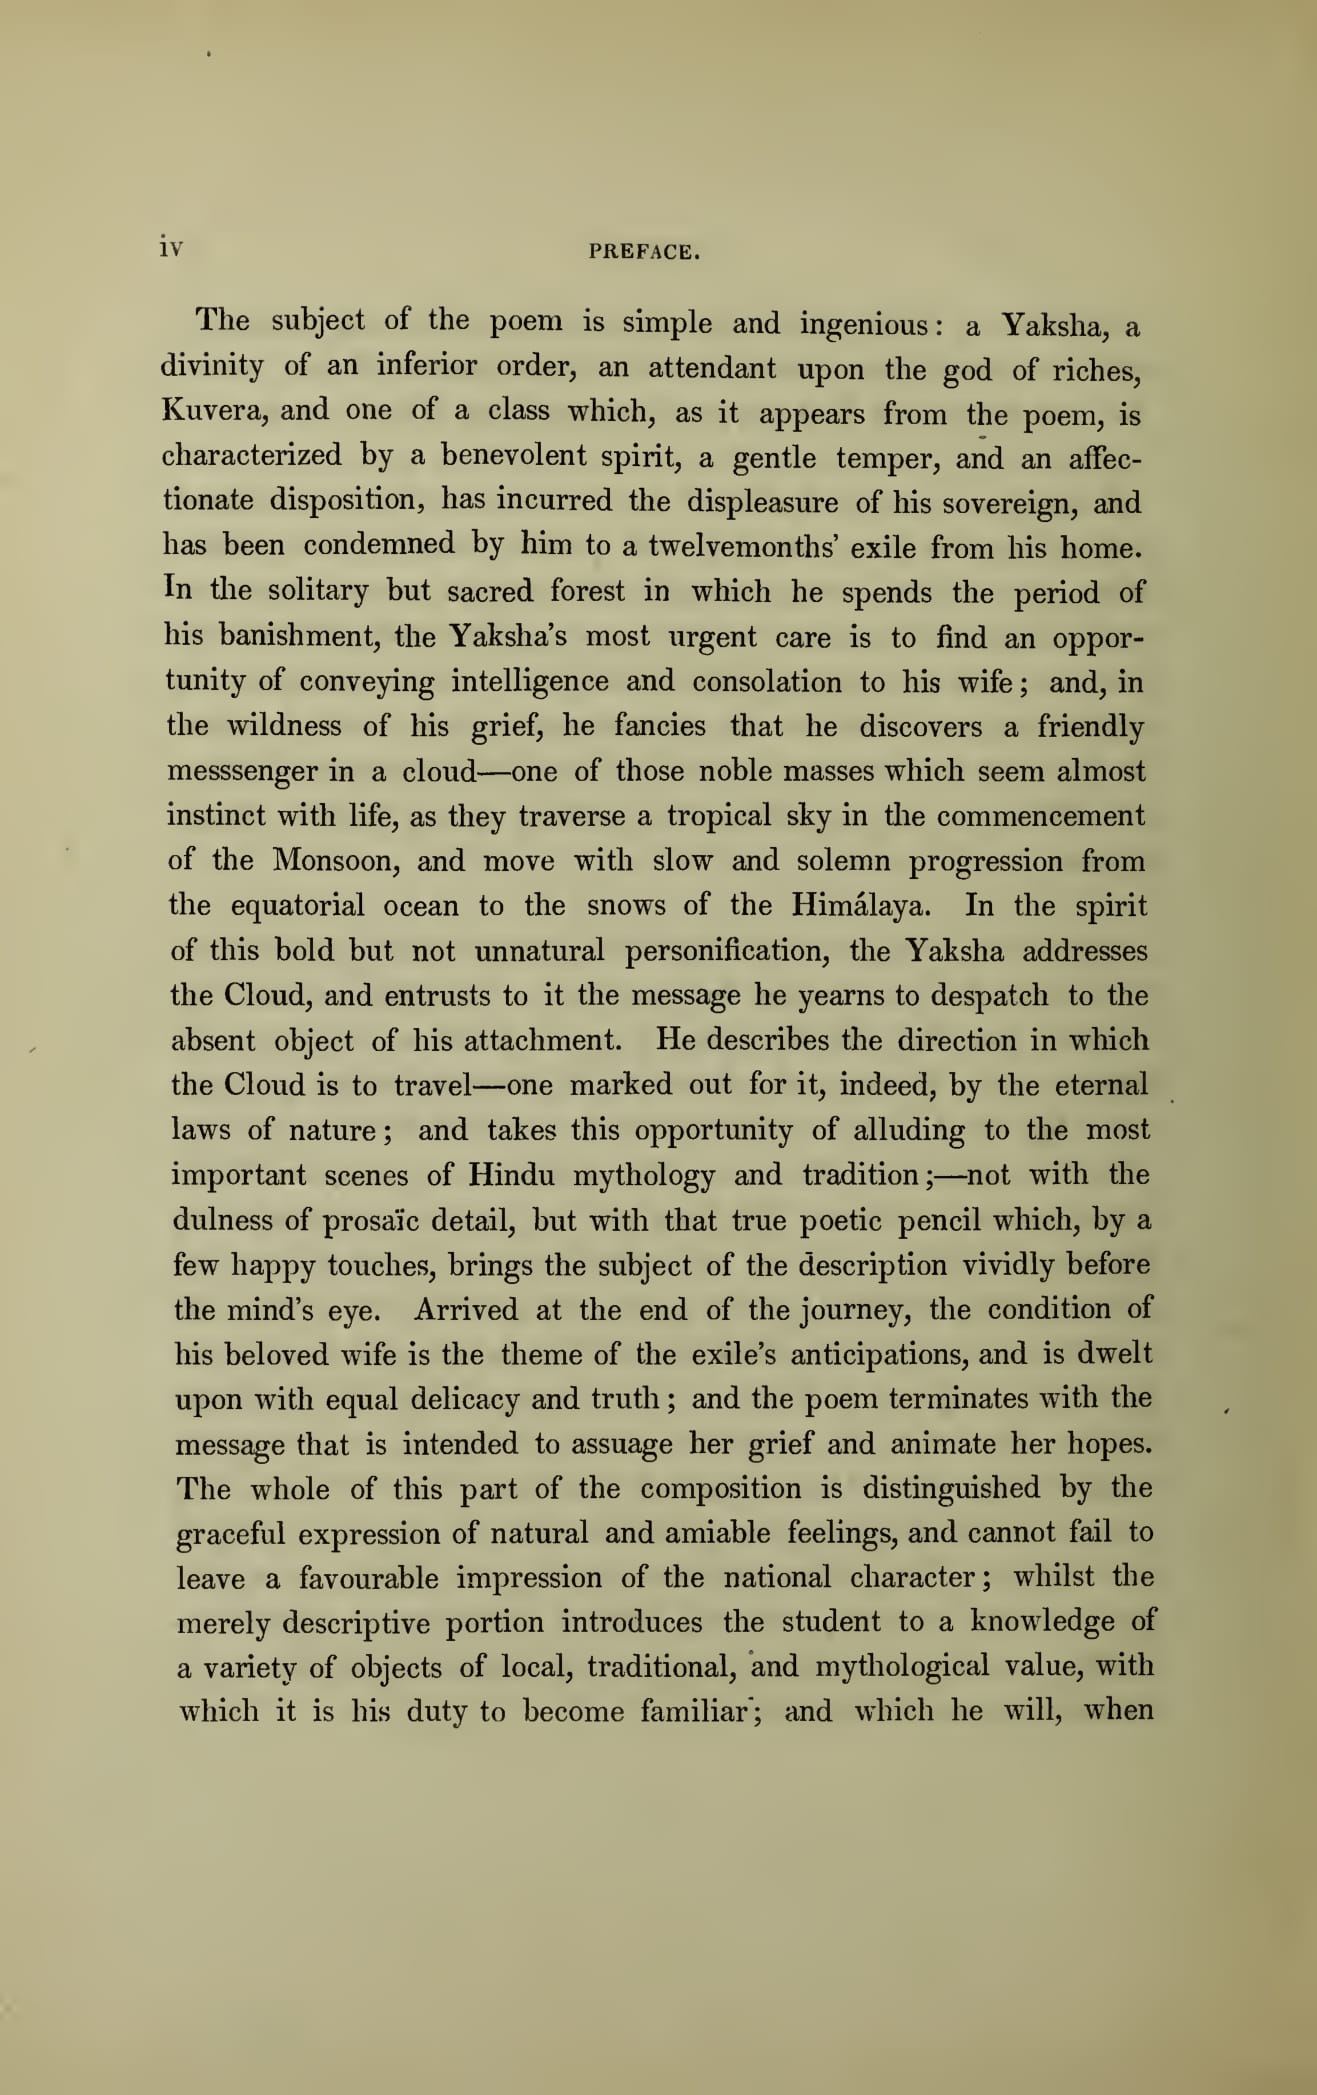 iv
PREFACE.
The subject of the poem is simple and ingenious: a Yaksha, a
divinity of an inferior order, an attendant upon the god of riches,
Kuvera, and one of a class which, as it appears from the poem, is
characterized by a benevolent spirit, a gentle temper, and an affec-
tionate disposition, has incurred the displeasure of his sovereign, and
has been condemned by him to a twelvemonths’ exile from his home.
In the solitary but sacred forest in which he spends the period of
his banishment, the Yaksha’s most urgent care is to find an oppor-
tunity of conveying intelligence and consolation to his wife; and, in
the wildness of his grief, he fancies that he discovers a friendly
messsenger in a cloud—one of those noble masses which seem almost
instinct with life, as they traverse a tropical sky in the commencement
of the Monsoon, and move with slow and solemn progression from
the equatorial ocean to the snows of the Himálaya. In the spirit
of this bold but not unnatural personification, the Yaksha addresses
the Cloud, and entrusts to it the message he yearns to despatch to the
absent object of his attachment. He describes the direction in which
the Cloud is to travel—one marked out for it, indeed, by the eternal
laws of nature; and takes this opportunity of alluding to the most
important scenes of Hindu mythology and tradition;—not with the
dulness of prosaïc detail, but with that true poetic pencil which, by a
few happy touches, brings the subject of the description vividly before
the mind’s eye. Arrived at the end of the journey, the condition of
his beloved wife is the theme of the exile’s anticipations, and is dwelt
upon with equal delicacy and truth; and the poem terminates with the
message that is intended to assuage her grief and animate her hopes.
The whole of this part of the composition is distinguished by the
graceful expression of natural and amiable feelings, and cannot fail to
leave a favourable impression of the national character; whilst the
merely descriptive portion introduces the student to a knowledge of
a variety of objects of local, traditional, and mythological value, with
which it is his duty to become familiar; and which he will, when